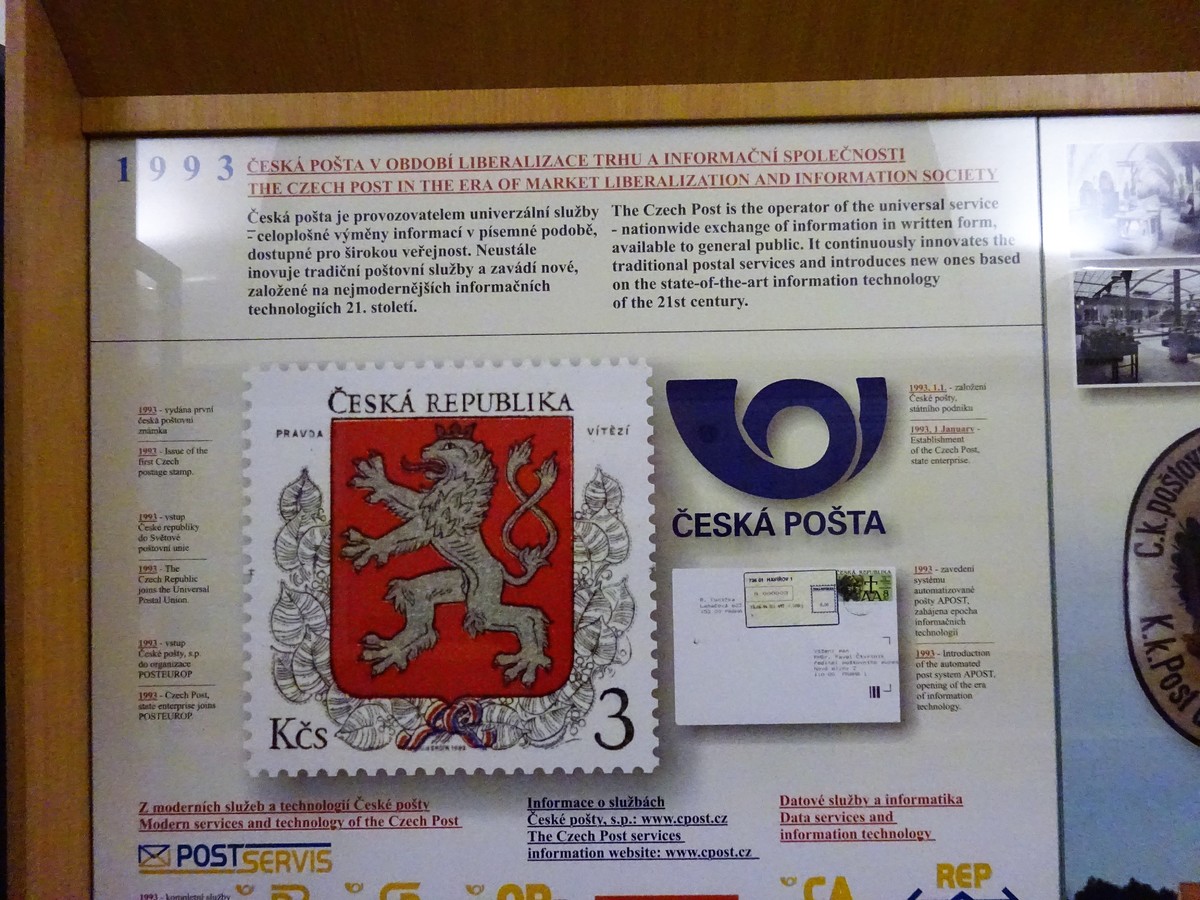 1993
ČESKÁ POŠTA V OBDOBÍ LIBERALIZACE TRHU A INFORMAČNÍ SPOLEČNOSTI
THE CZECH POST IN THE ERA OF MARKET LIBERALIZATION AND INFORMATION SOCIETY
Česká pošta je provozovatelem univerzální služby
- celoplošné výměny informací v písemné podobě,
dostupné pro širokou veřejnost. Neustále
inovuje tradiční poštovní služby a zavádí nové,
založené na nejmodernějších informačních
technologiích 21. století.
The Czech Post is the operator of the universal service
- nationwide exchange of information in written form,
available to general public. It continuously innovates the
traditional postal services and introduces new ones based
on the state-of-the-art information technology
of the 21st century.
1993 - vydána první
česká poštovní
známka
1993 - Issue of the
first Czech
postage stamp.
1993 - vstup
České republiky
do Světové
poštovní unie
1993 - The
Czech Republic
joins the Universal
Postal Union.
1993 - vstup
České pošty, s.p.
do organizace
POSTEUROP
1993 - Czech Post,
state enterprise joins
POSTEUROP.
ČESKÁ REPUBLIKA
PRAVDA VÍTĚZÍ
Kčs 3
ČESKÁ POŠTA
1993, 1.1. - založení
České pošty,
státního podniku
1993, 1 January -
Establishment
of the Czech Post,
state enterprise.
ČESKÁ REPUBLIKA
8
1993 - zavedení
systému
automatizované
pošty APOST,
zahájena epocha
informačních
technologií
1993 - Introduction
of the automated
post system APOST,
opening of the era
of information
technology.
Z moderních služeb a technologií České pošty
Modern services and technology of the Czech Post
POSTSERVIS
1993 - kompletní služby
Informace o službách
České pošty, s.p.: www.cpost.cz
The Czech Post services
information website: www.cpost.cz
Datové služby a informatika
Data services and
information technology
CA
REP
C.k.poštov
K.k.Post